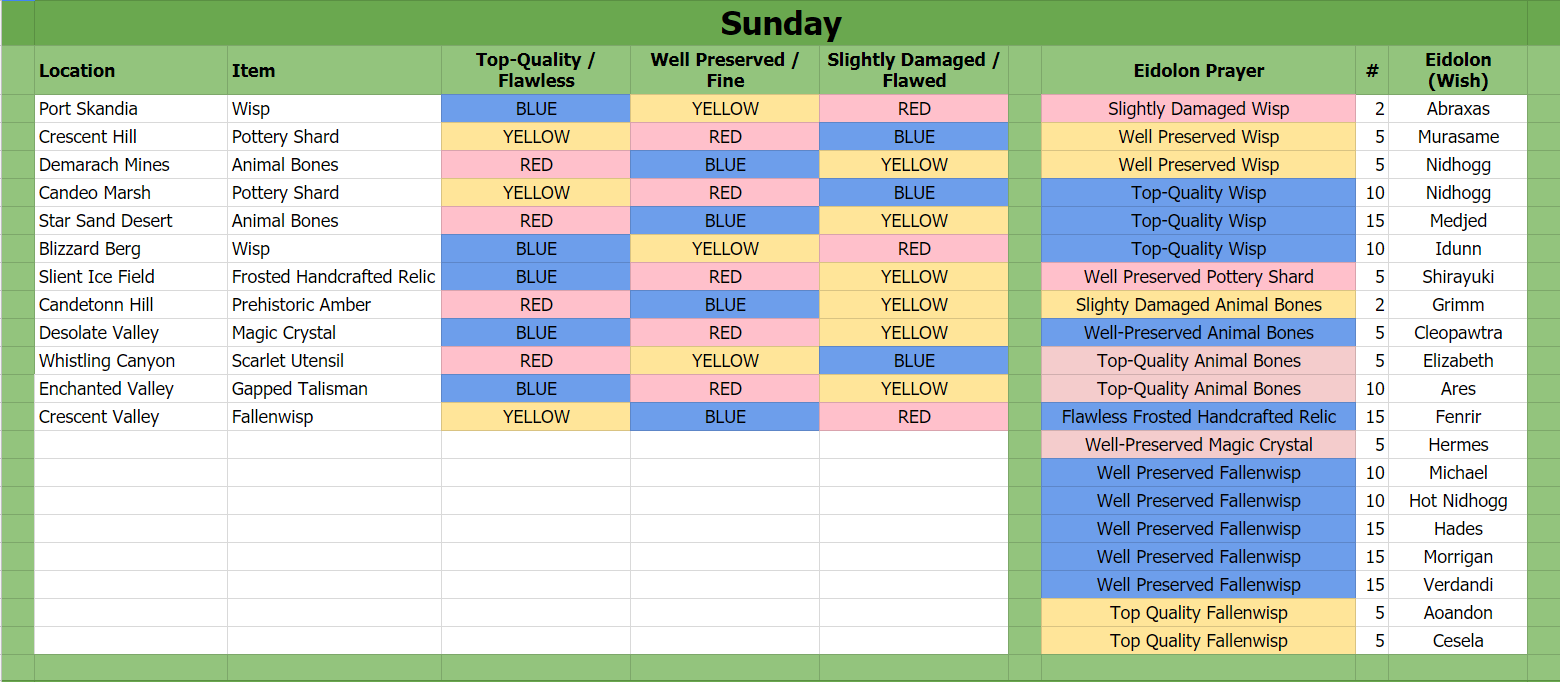 Sunday
Location Item Top-Quality / Flawless Well Preserved / Fine Slightly Damaged / Flawed Eidolon Prayer # Eidolon (Wish)
Port Skandia Wisp BLUE YELLOW RED Slightly Damaged Wisp 2 Abraxas
Crescent Hill Pottery Shard YELLOW RED BLUE Well Preserved Wisp 5 Murasame
Demarach Mines Animal Bones RED BLUE YELLOW Well Preserved Wisp 5 Nidhogg
Candeo Marsh Pottery Shard YELLOW RED BLUE Top-Quality Wisp 10 Nidhogg
Star Sand Desert Animal Bones RED BLUE YELLOW Top-Quality Wisp 15 Medjed
Blizzard Berg Wisp BLUE YELLOW RED Top-Quality Wisp 10 Idunn
Slient Ice Field Frosted Handcrafted Relic BLUE RED YELLOW Well Preserved Pottery Shard 5 Shirayuki
Candetonn Hill Prehistoric Amber RED BLUE YELLOW Slighty Damaged Animal Bones 2 Grimm
Desolate Valley Magic Crystal BLUE RED YELLOW Well-Preserved Animal Bones 5 Cleopawtra
Whistling Canyon Scarlet Utensil RED YELLOW BLUE Top-Quality Animal Bones 5 Elizabeth
Enchanted Valley Gapped Talisman BLUE RED YELLOW Top-Quality Animal Bones 10 Ares
Crescent Valley Fallenwisp YELLOW BLUE RED Flawless Frosted Handcrafted Relic 15 Fenrir
Well-Preserved Magic Crystal 5 Hermes
Well Preserved Fallenwisp 10 Michael
Well Preserved Fallenwisp 10 Hot Nidhogg
Well Preserved Fallenwisp 15 Hades
Well Preserved Fallenwisp 15 Morrigan
Well Preserved Fallenwisp 15 Verdandi
Top Quality Fallenwisp 5 Aoandon
Top Quality Fallenwisp 5 Cesela